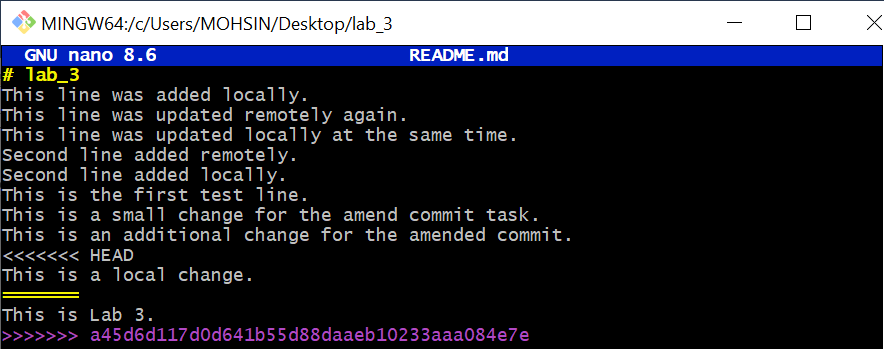 MINGW64:/c/Users/MOHSIN/Desktop/lab_3
GNU nano 8.6 README.md
# lab_3
This line was added locally.
This line was updated remotely again.
This line was updated locally at the same time.
Second line added remotely.
Second line added locally.
This is the first test line.
This is a small change for the amend commit task.
This is an additional change for the amended commit.
<<<<<<< HEAD
This is a local change.
=======
This is Lab 3.
>>>>>>> a45d6d117d0d641b55d88daaeb10233aaa084e7e